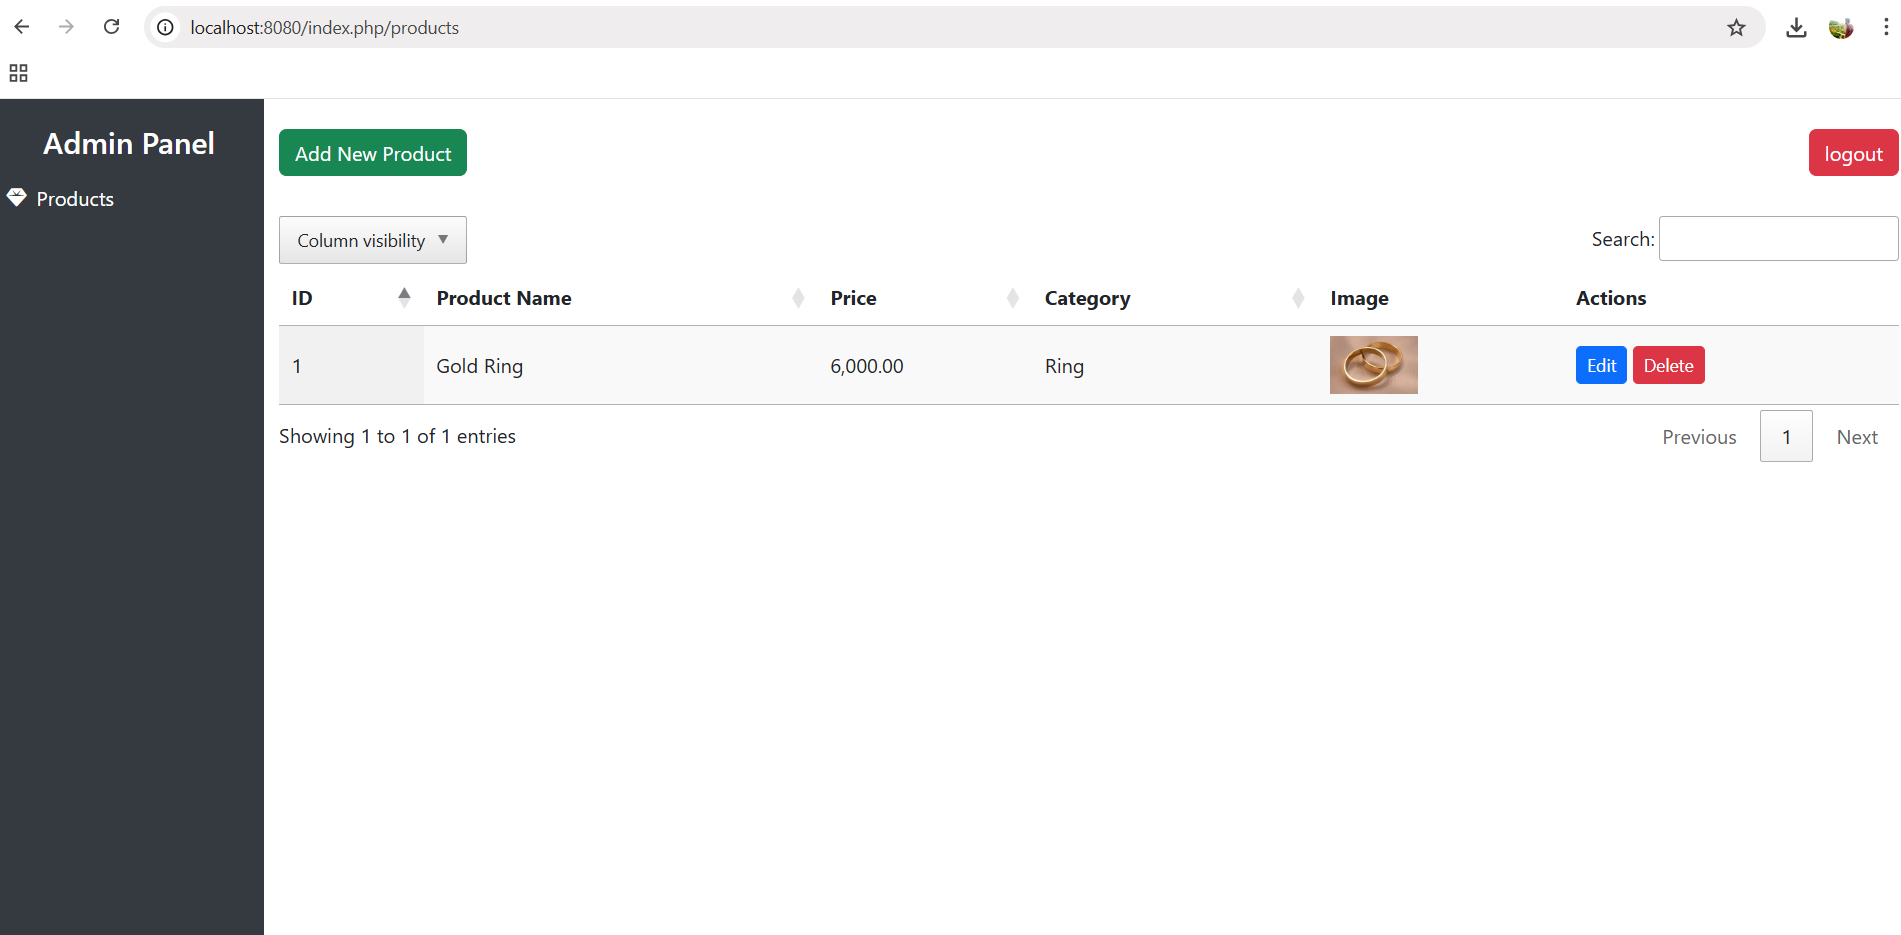 localhost:8080/index.php/products
Admin Panel
Products
Add New Product
logout
Column visibility
Search:
ID Product Name Price Category Image Actions
1 Gold Ring 6,000.00 Ring Edit Delete
Showing 1 to 1 of 1 entries
Previous 1 Next